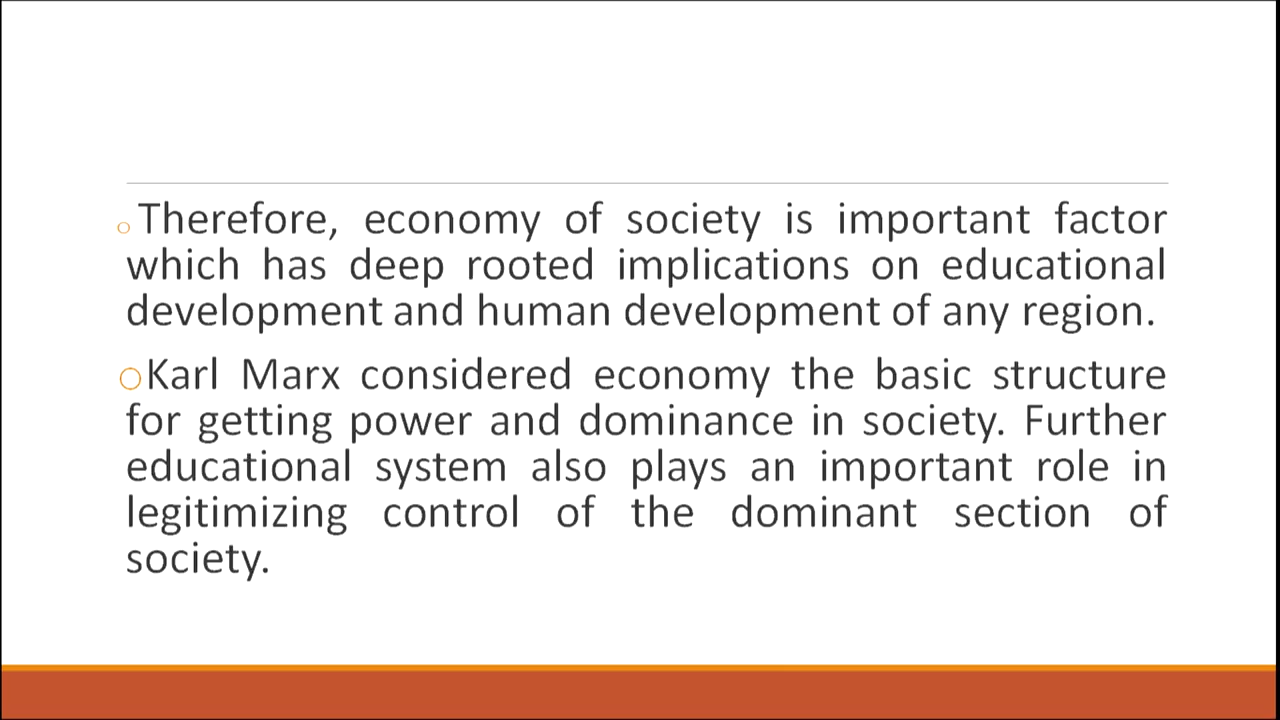 Therefore, economy of society is important factor
which has deep rooted implications on educational
development and human development of any region.
Karl Marx considered economy the basic structure
for getting power and dominance in society. Further
educational system also plays an important role in
legitimizing control of the dominant section of
society.